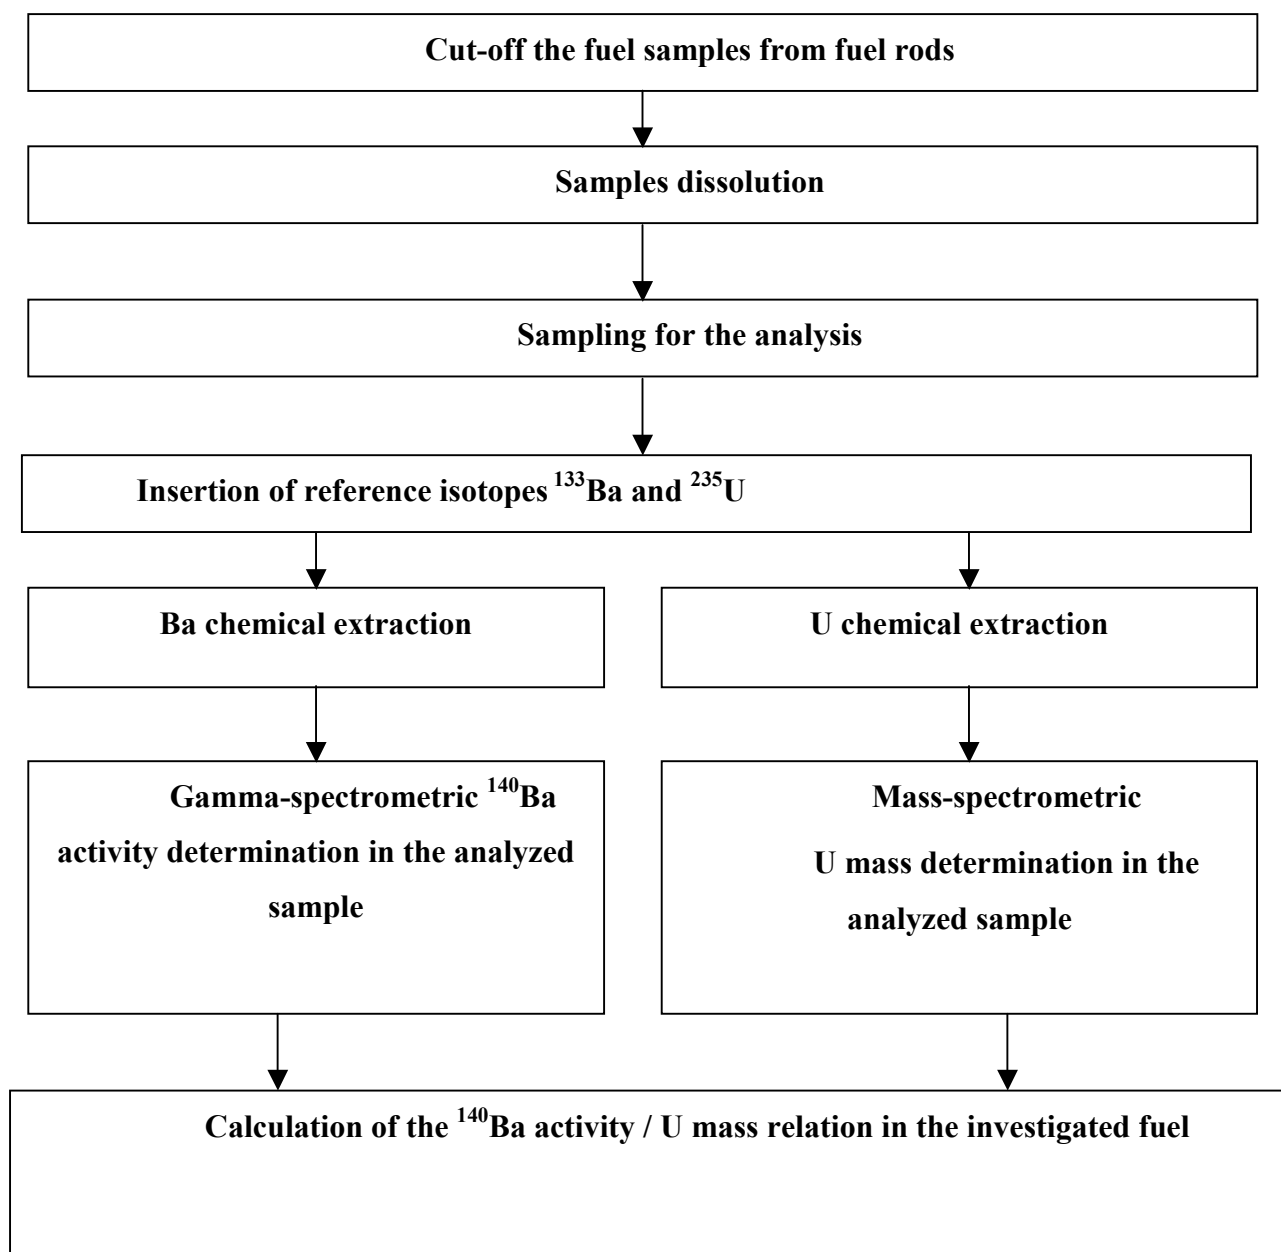 Cut-off the fuel samples from fuel rods
Samples dissolution
Sampling for the analysis
Insertion of reference isotopes ¹³³Ba and ²³⁵U
Ba chemical extraction
U chemical extraction
Gamma-spectrometric ¹⁴⁰Ba
activity determination in the analyzed
sample
Mass-spectrometric
U mass determination in the
analyzed sample
Calculation of the ¹⁴⁰Ba activity / U mass relation in the investigated fuel